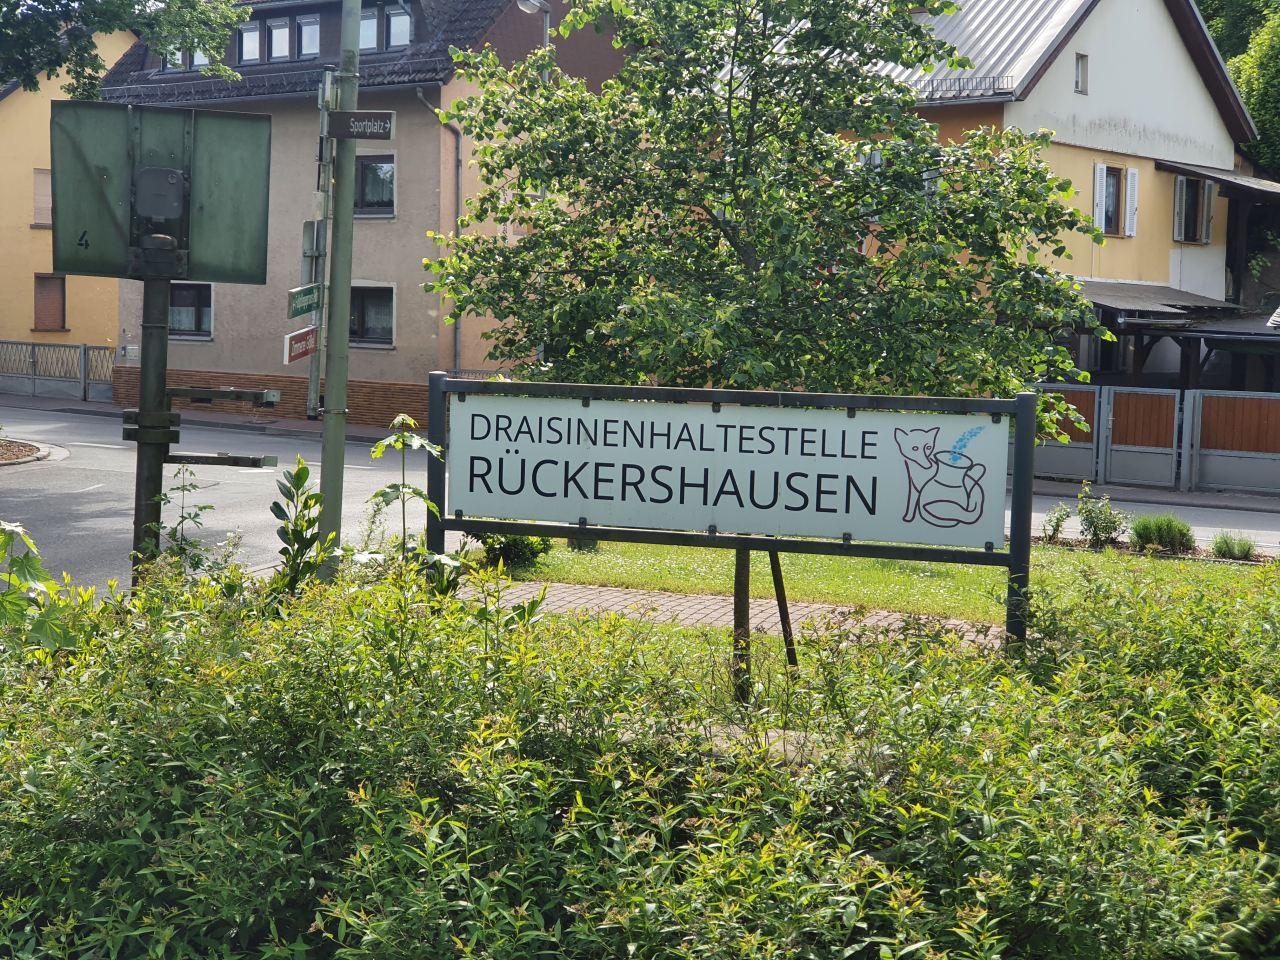 Sportplatz
4
DRAISINENHALTESTELLE
RÜCKERSHAUSEN